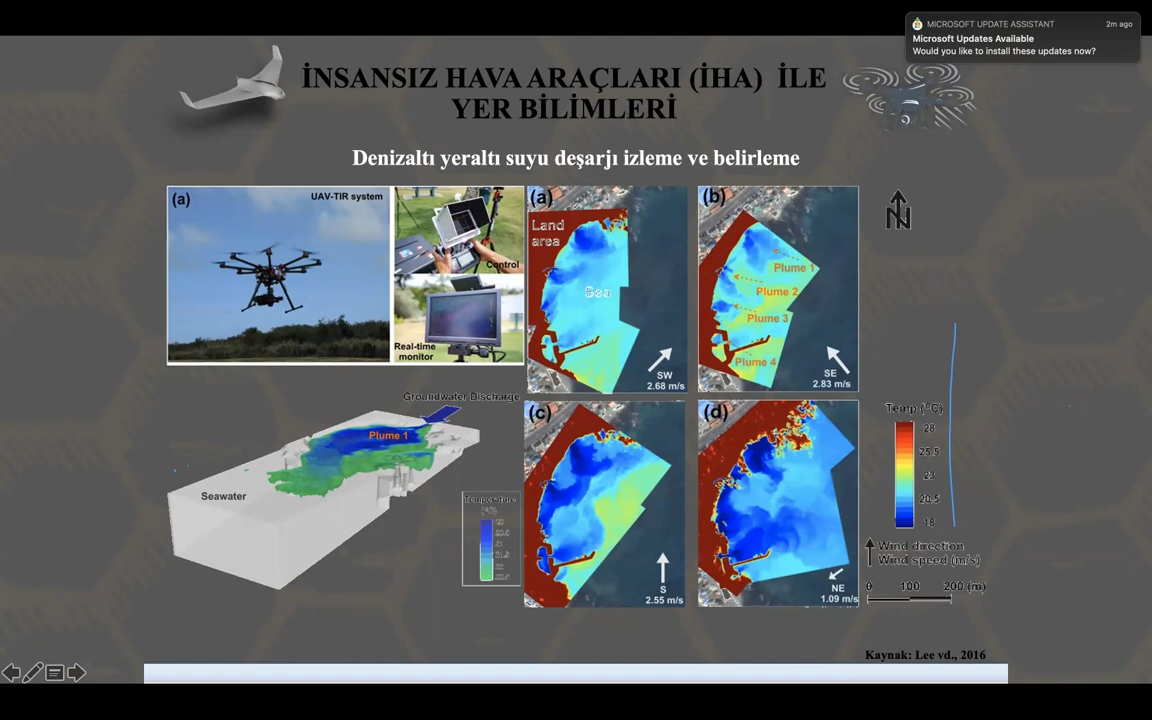 MICROSOFT UPDATE ASSISTANT
2m ago
Microsoft Updates Available
Would you like to install these updates now?
İNSANSIZ HAVA ARAÇLARI (İHA) İLE
YER BİLİMLERİ
Denizaltı yeraltı suyu deşarjı izleme ve belirleme
(a)
UAV-TIR system
Control
Real-time
monitor
(a)
Land
area
Sea
SW
2.68 m/s
(b)
Plume 1
Plume 2
Plume 3
Plume 4
SE
2.83 m/s
N
Groundwater Discharge
Plume 1
Seawater
Temperature
(c)
S
2.55 m/s
(d)
NE
1.09 m/s
Temp (°C)
28
25.5
23
20.5
18
Wind direction
Wind speed (m/s)
0 100 200 (m)
Kaynak: Lee vd., 2016